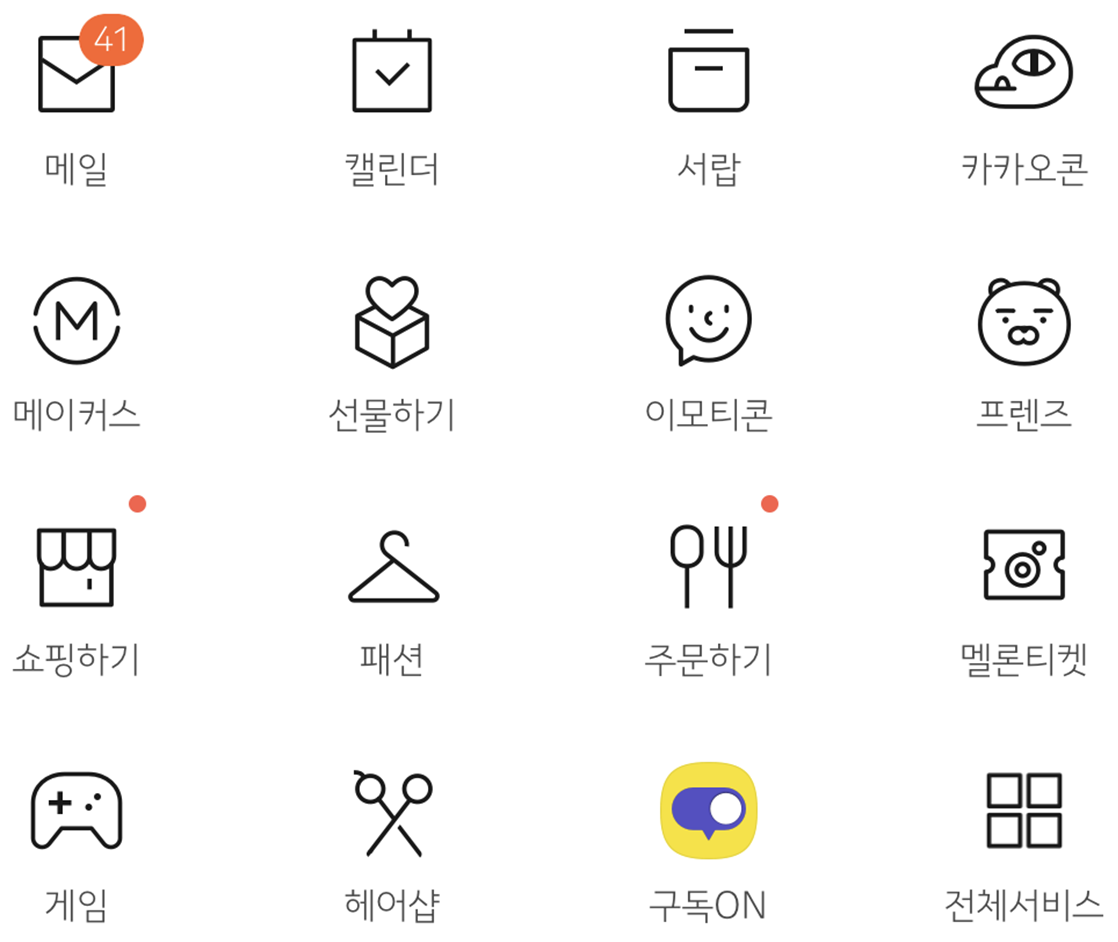 41
메일 캘린더 서랍 카카오콘
M
메이커스 선물하기 이모티콘 프렌즈
쇼핑하기 패션 주문하기 멜론티켓
게임 헤어샵 구독ON 전체서비스